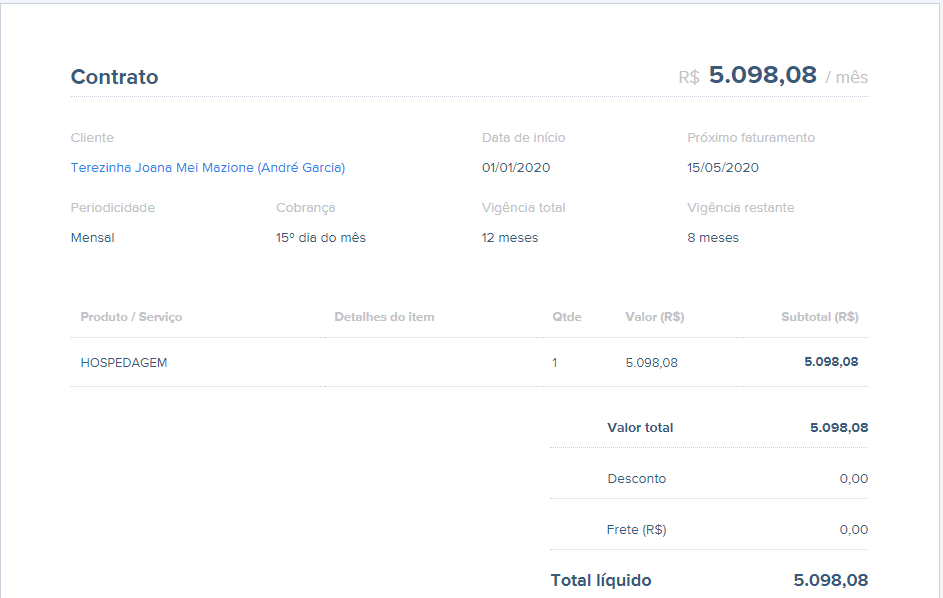 Contrato R$ 5.098,08 / mês
Cliente Data de início Próximo faturamento
Terezinha Joana Mei Mazione (André Garcia) 01/01/2020 15/05/2020
Periodicidade Cobrança Vigência total Vigência restante
Mensal 15º dia do mês 12 meses 8 meses
Produto / Serviço Detalhes do item Qtde Valor (R$) Subtotal (R$)
HOSPEDAGEM 1 5.098,08 5.098,08
Valor total 5.098,08
Desconto 0,00
Frete (R$) 0,00
Total líquido 5.098,08